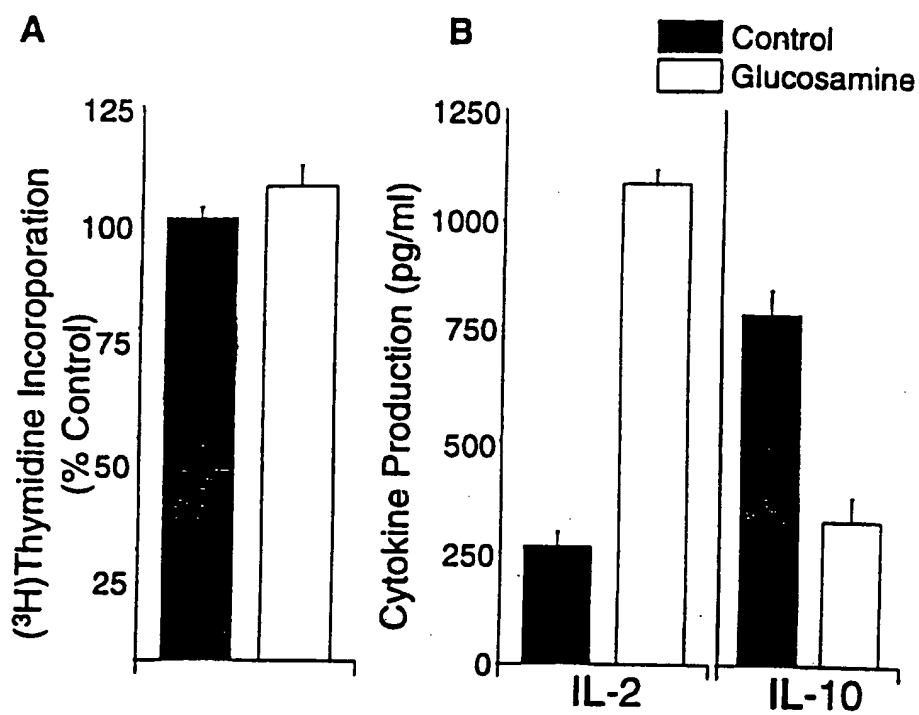 A
B
Control
Glucosamine
(³H)Thymidine Incoroporation
(% Control)
125
100
75
50
25
Cytokine Production (pg/ml)
1250
1000
750
500
250
0
IL-2
IL-10